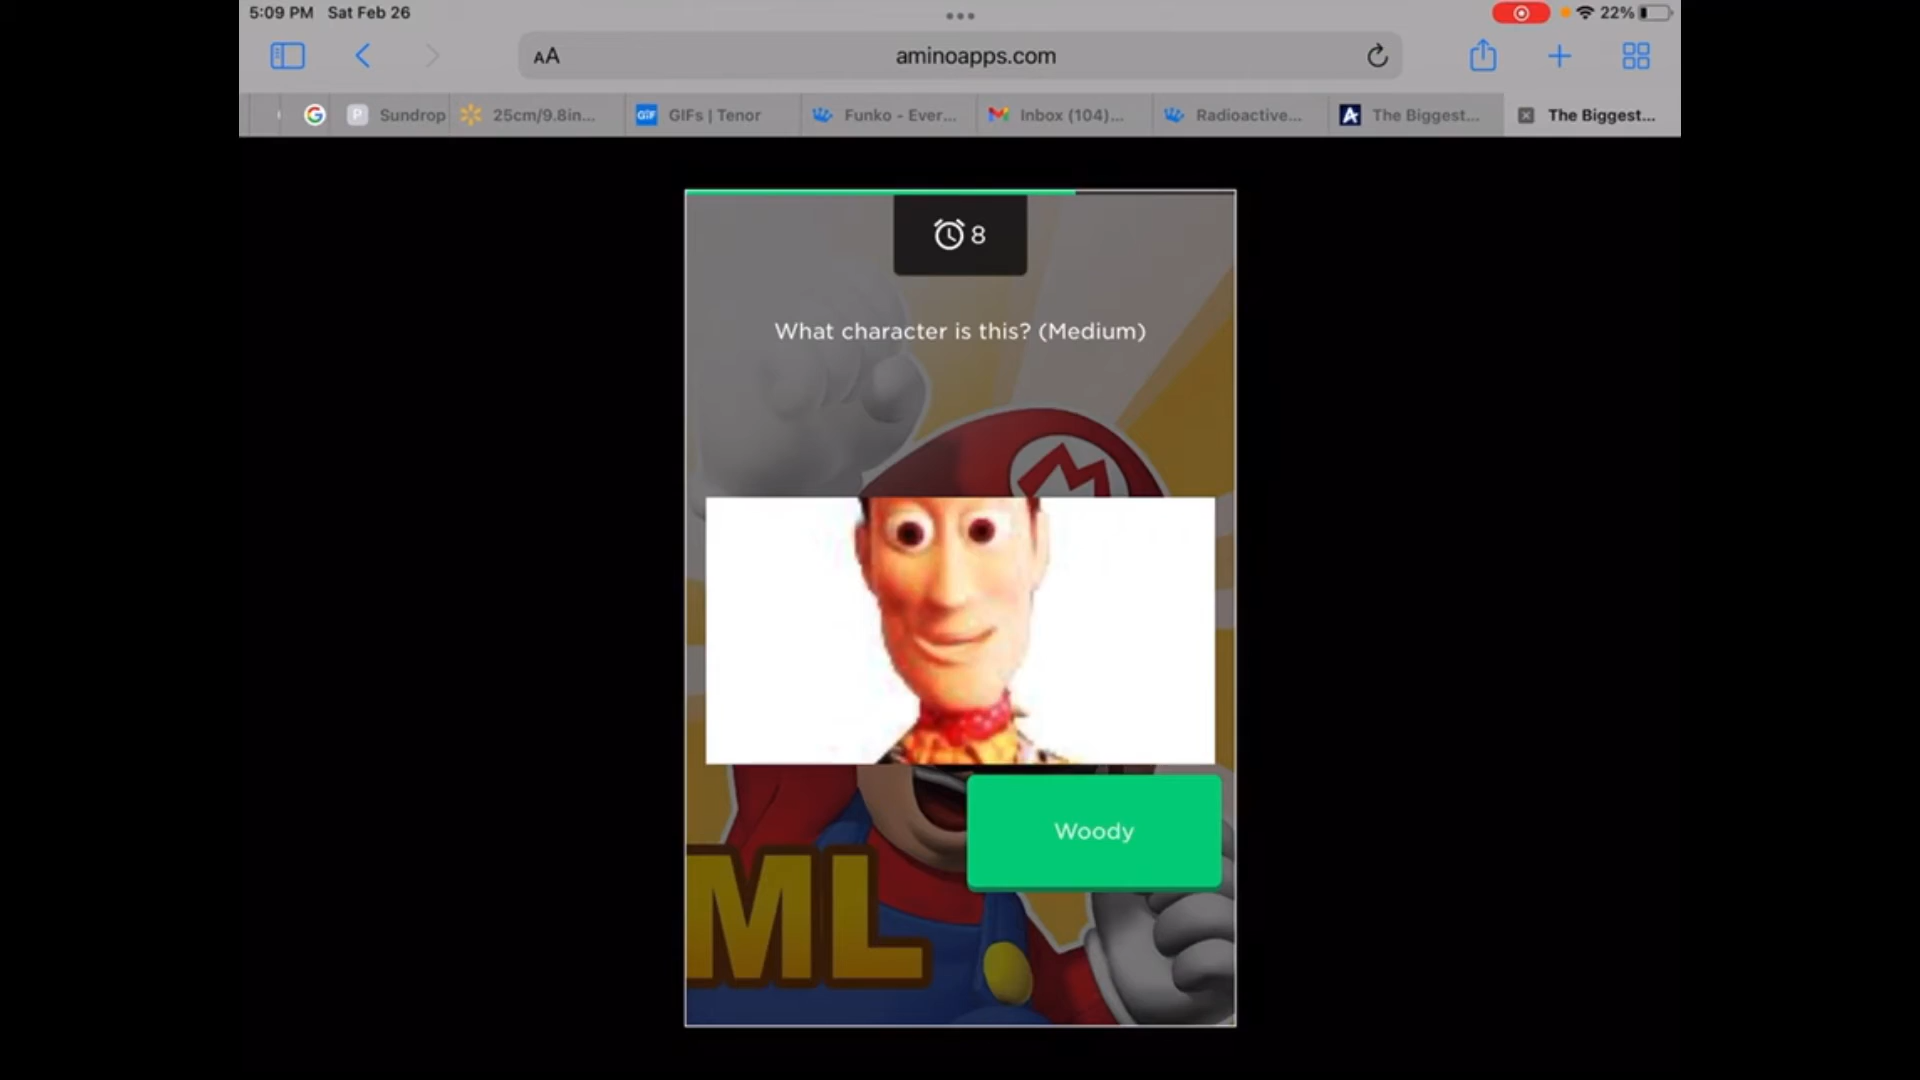 5:09 PM Sat Feb 26
22%
AA
aminoapps.com
Sundrop
25cm/9.8in...
GIF
GIFs | Tenor
Funko - Ever...
Inbox (104)...
Radioactive...
The Biggest...
The Biggest...
8
What character is this? (Medium)
M
Woody
ML